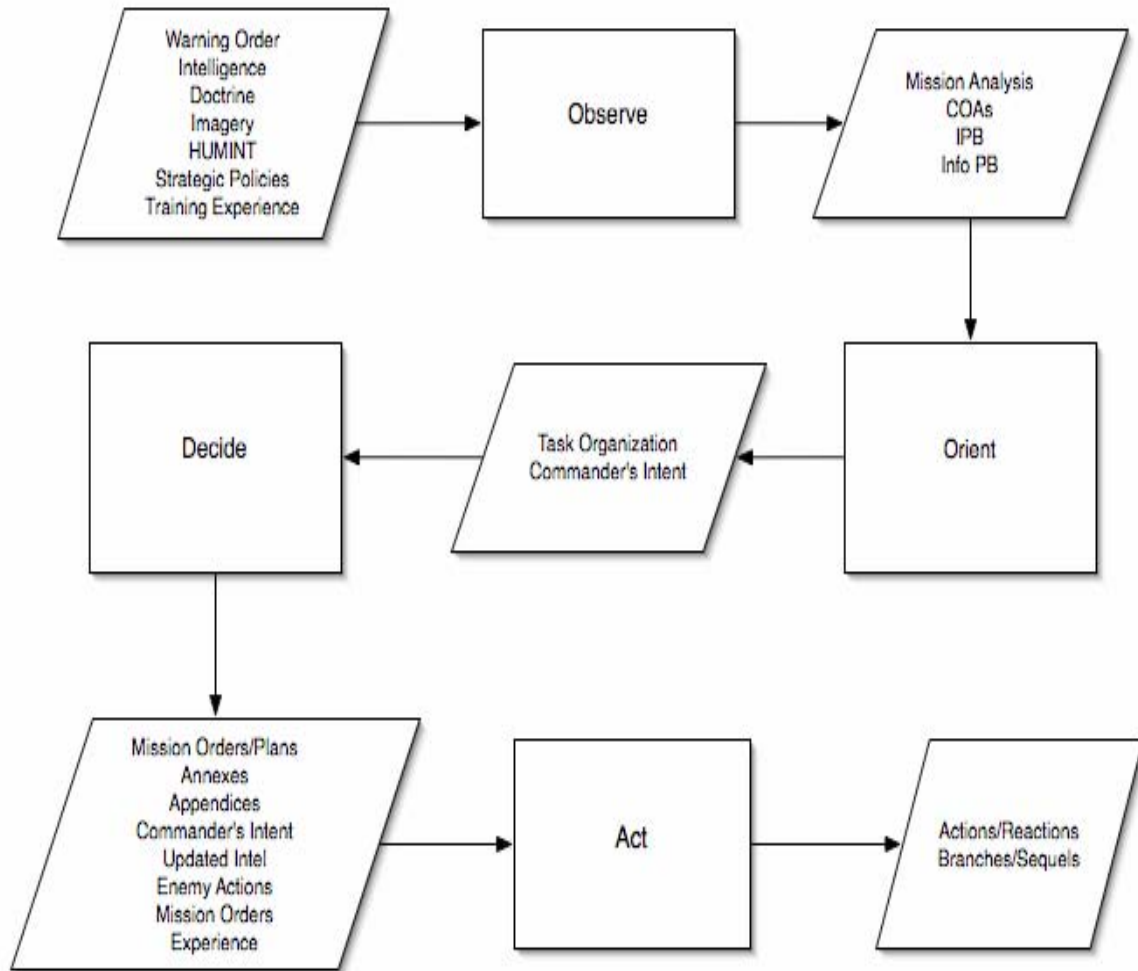 Warning Order
Intelligence
Doctrine
Imagery
HUMINT
Strategic Policies
Training Experience
Observe
Mission Analysis
COAs
IPB
Info PB
Orient
Task Organization
Commander's Intent
Decide
Mission Orders/Plans
Annexes
Appendices
Commander's Intent
Updated Intel
Enemy Actions
Mission Orders
Experience
Act
Actions/Reactions
Branches/Sequels